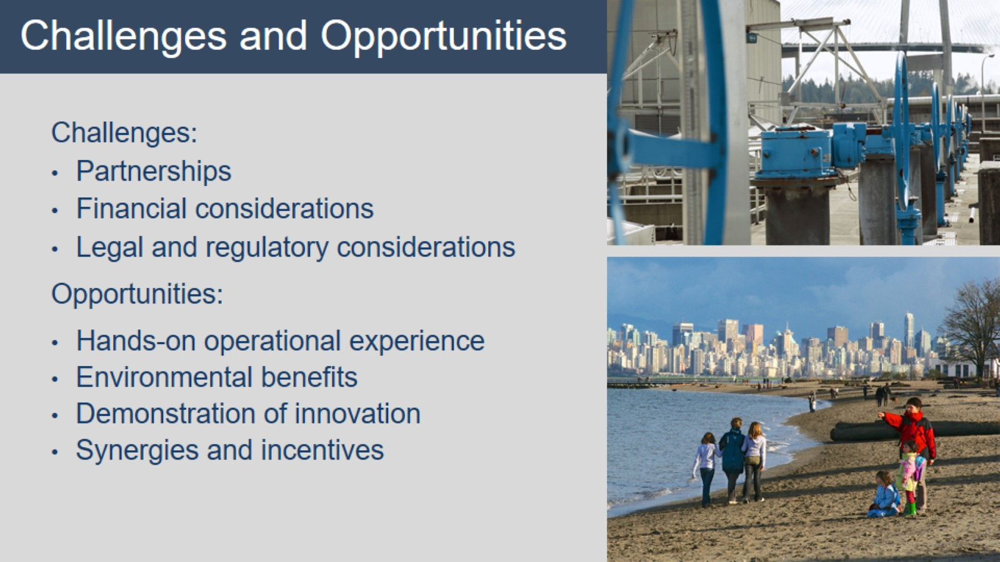 Challenges and Opportunities
Challenges:
• Partnerships
• Financial considerations
• Legal and regulatory considerations
Opportunities:
• Hands-on operational experience
• Environmental benefits
• Demonstration of innovation
• Synergies and incentives